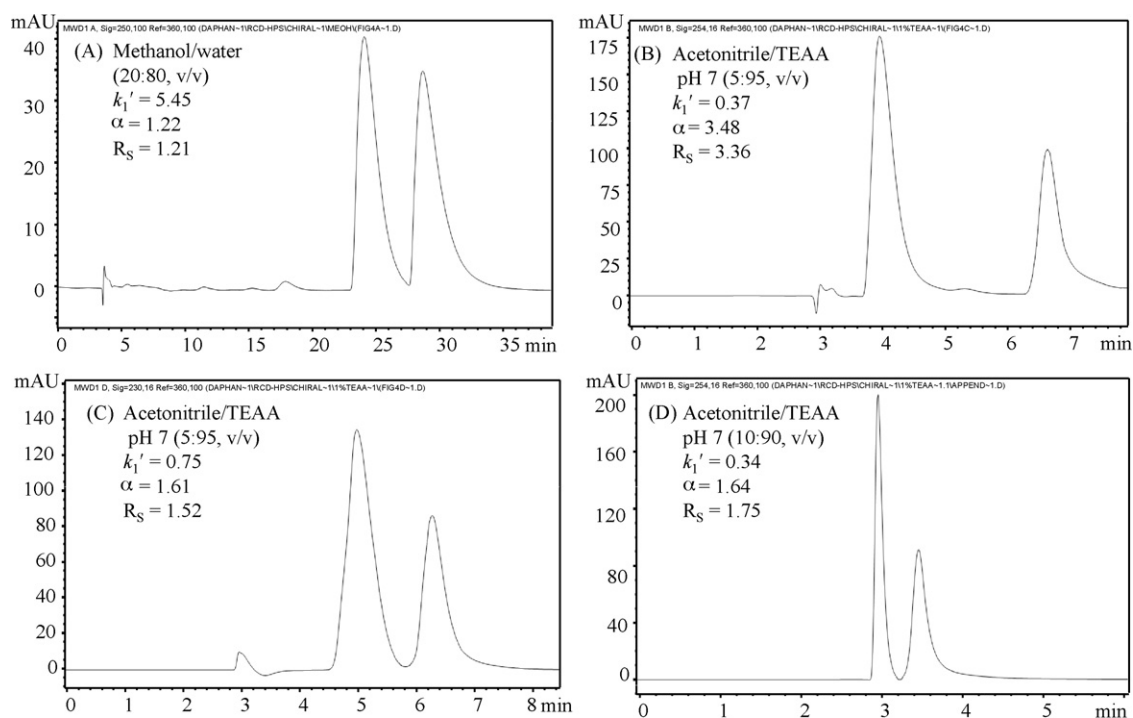 mAU
MWD1 A, Sig=250,100 Ref=360,100 (DAPHAN~1\RCD-HPS\CHIRAL~1\MEOH\(FIG4A~1.D)
(A) Methanol/water
(20:80, v/v)
k₁′ = 5.45
α = 1.22
R_S = 1.21
40
30
20
10
0
0 5 10 15 20 25 30 35 min
mAU
MWD1 B, Sig=254,16 Ref=360,100 (DAPHAN~1\RCD-HPS\CHIRAL~1\1%TEAA~1\(FIG4C~1.D)
(B) Acetonitrile/TEAA
pH 7 (5:95, v/v)
k₁′ = 0.37
α = 3.48
R_S = 3.36
175
150
125
100
75
50
25
0
0 1 2 3 4 5 6 7 min
mAU
MWD1 D, Sig=230,16 Ref=360,100 (DAPHAN~1\RCD-HPS\CHIRAL~1\1%TEAA~1\(FIG4D~1.D)
(C) Acetonitrile/TEAA
pH 7 (5:95, v/v)
k₁′ = 0.75
α = 1.61
R_S = 1.52
160
140
120
100
80
60
40
20
0
0 1 2 3 4 5 6 7 8 min
mAU
MWD1 B, Sig=254,16 Ref=360,100 (DAPHAN~1\RCD-HPS\CHIRAL~1\1%TEAA~1.1\APPEND~1.D)
(D) Acetonitrile/TEAA
pH 7 (10:90, v/v)
k₁′ = 0.34
α = 1.64
R_S = 1.75
200
160
120
80
40
0
0 1 2 3 4 5 min